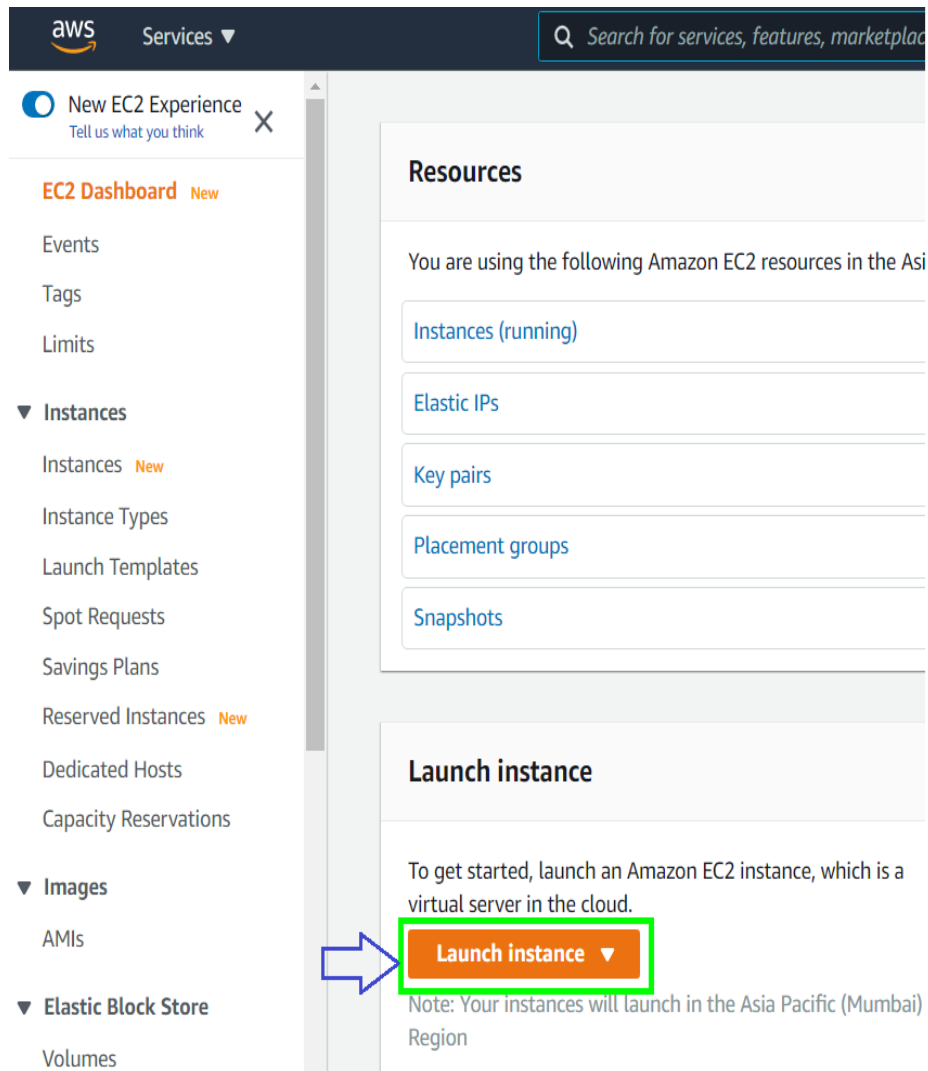 aws
Services ▼
Search for services, features, marketplac
New EC2 Experience
Tell us what you think
EC2 Dashboard New
Events
Tags
Limits
Instances
Instances New
Instance Types
Launch Templates
Spot Requests
Savings Plans
Reserved Instances New
Dedicated Hosts
Capacity Reservations
Images
AMIs
Elastic Block Store
Volumes
Resources
You are using the following Amazon EC2 resources in the Asi
Instances (running)
Elastic IPs
Key pairs
Placement groups
Snapshots
Launch instance
To get started, launch an Amazon EC2 instance, which is a
virtual server in the cloud.
Launch instance ▼
Note: Your instances will launch in the Asia Pacific (Mumbai)
Region